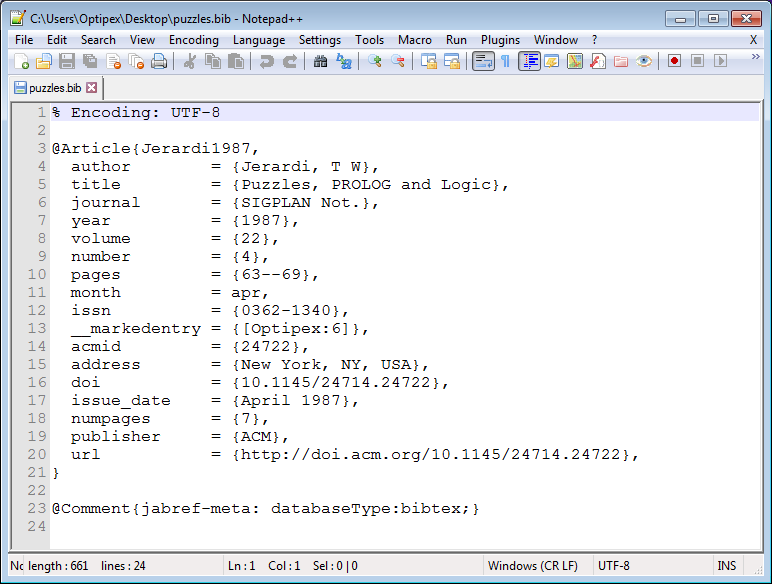 C:\Users\Optipex\Desktop\puzzles.bib - Notepad++
File Edit Search View Encoding Language Settings Tools Macro Run Plugins Window ? X
puzzles.bib
1 % Encoding: UTF-8
2
3 @Article{Jerardi1987,
4   author         = {Jerardi, T W},
5   title          = {Puzzles, PROLOG and Logic},
6   journal        = {SIGPLAN Not.},
7   year           = {1987},
8   volume         = {22},
9   number         = {4},
10   pages          = {63--69},
11   month          = apr,
12   issn           = {0362-1340},
13   __markedentry = {[Optipex:6]},
14   acmid          = {24722},
15   address        = {New York, NY, USA},
16   doi            = {10.1145/24714.24722},
17   issue_date     = {April 1987},
18   numpages       = {7},
19   publisher      = {ACM},
20   url            = {http://doi.acm.org/10.1145/24714.24722},
21 }
22
23 @Comment{jabref-meta: databaseType:bibtex;}
24
Nc length : 661 lines : 24 Ln : 1 Col : 1 Sel : 0 | 0 Windows (CR LF) UTF-8 INS